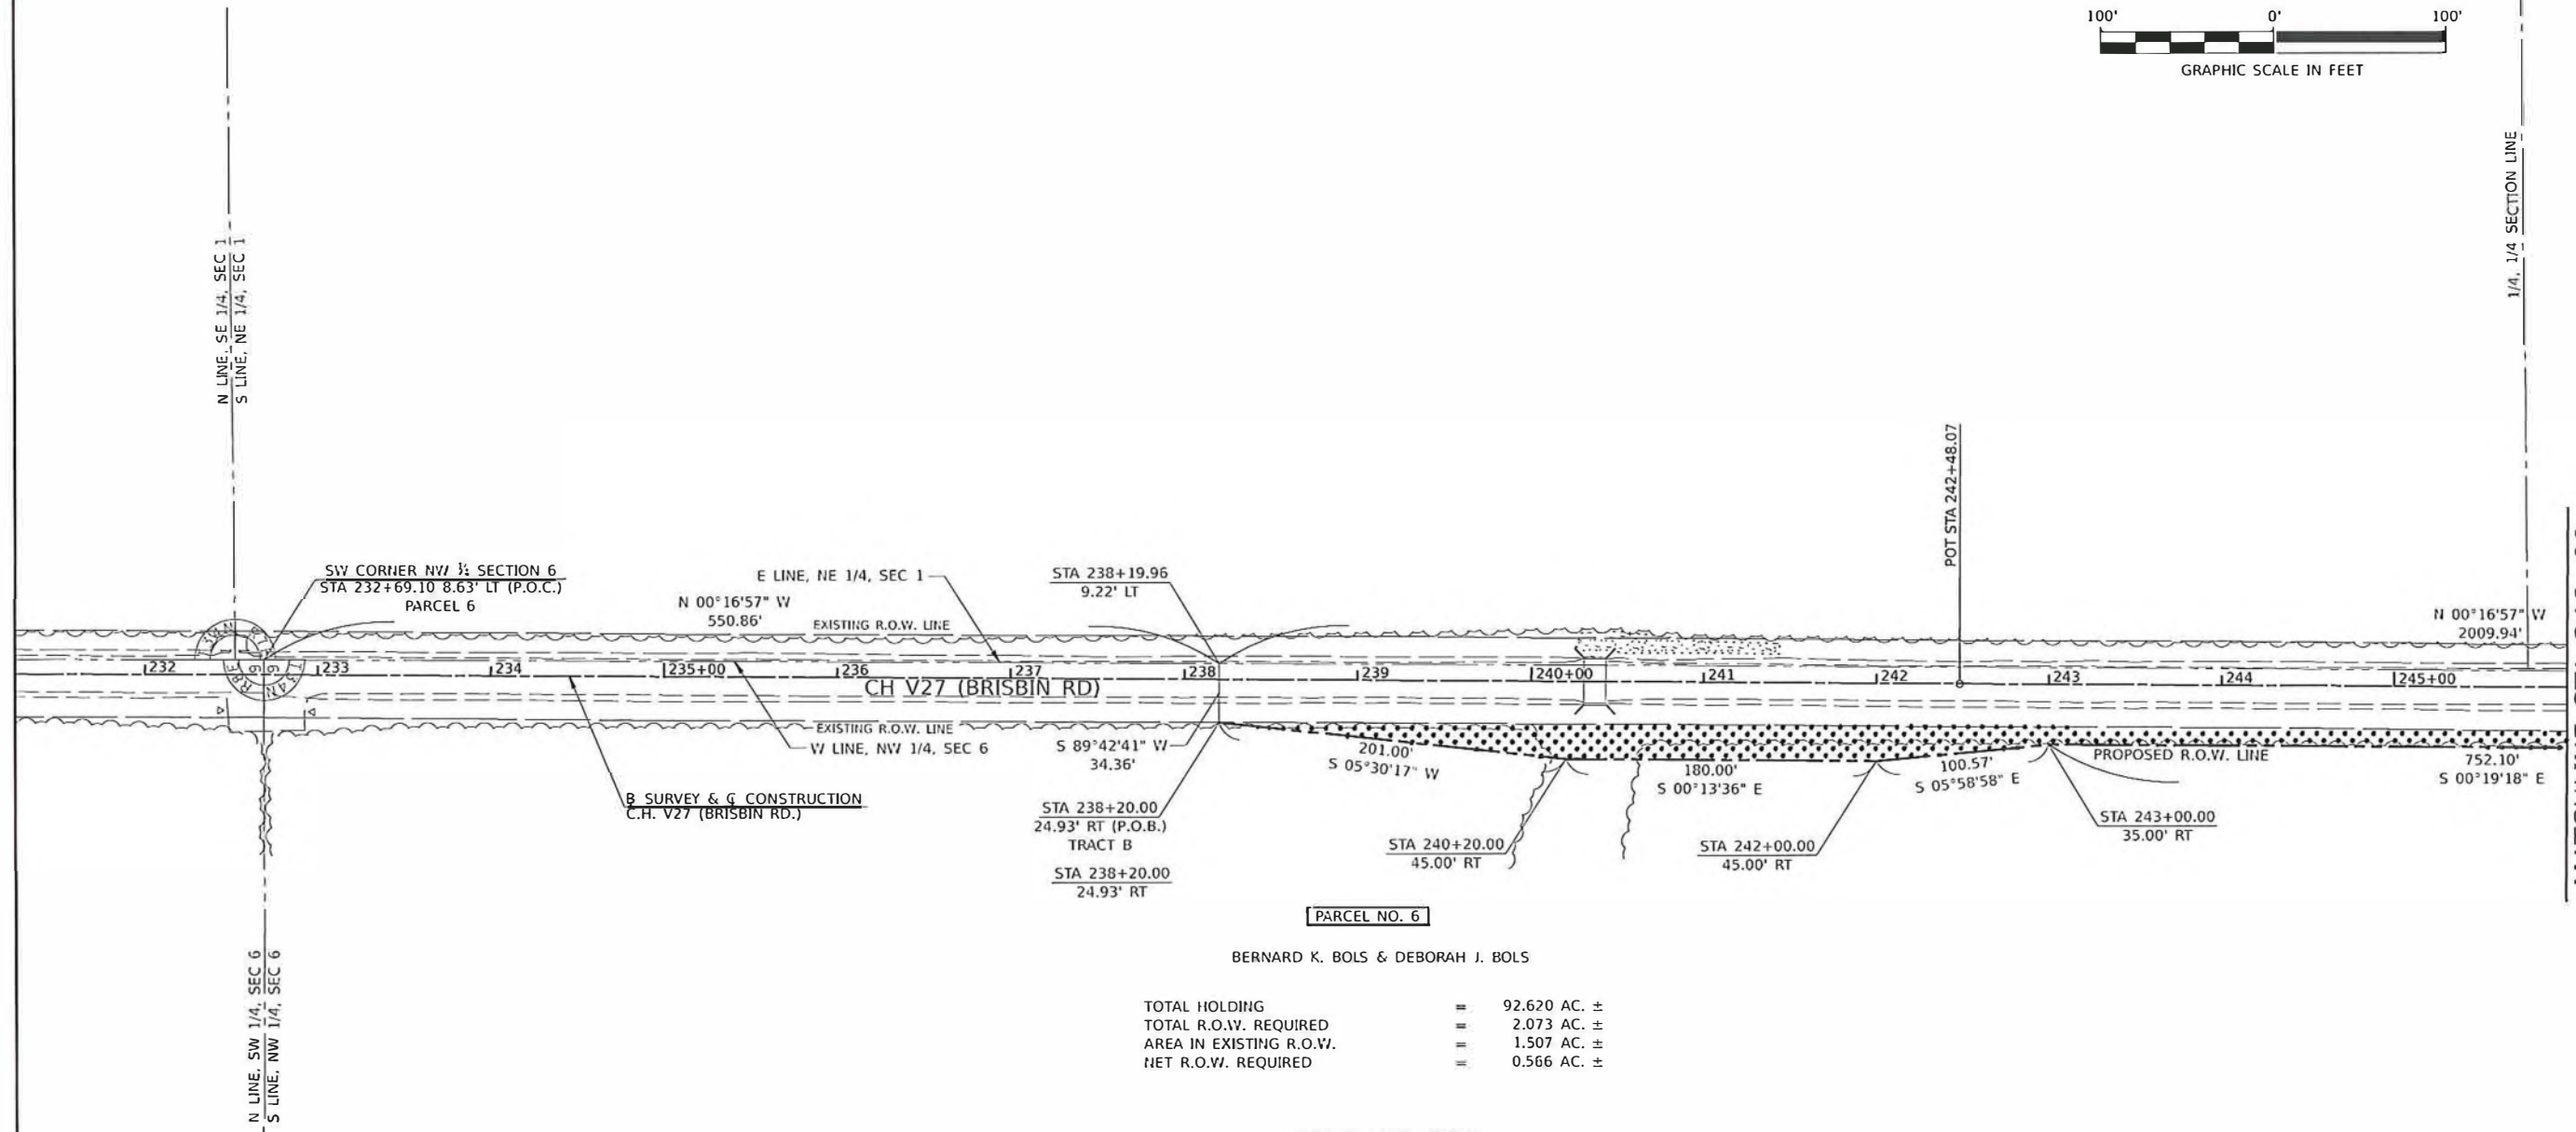 100' 0' 100'
GRAPHIC SCALE IN FEET
1/4, 1/4 SECTION LINE
N LINE, SE 1/4, SEC 1
S LINE, NE 1/4, SEC 1
POT STA 242+48.07
SW CORNER NW ¼ SECTION 6
STA 232+69.10 8.63' LT (P.O.C.)
PARCEL 6
E LINE, NE 1/4, SEC 1
N 00°16'57" W
550.86'
EXISTING R.O.W. LINE
STA 238+19.96
9.22' LT
N 00°16'57" W
2009.94'
T34N R7E
1 6 6
R8E T34N
232 233 234 235+00 236 237 238 239 240+00 241 242 243 244 245+00
CH V27 (BRISBIN RD)
EXISTING R.O.W. LINE
W LINE, NW 1/4, SEC 6
S 89°42'41" W
34.36'
201.00'
S 05°30'17" W
180.00'
S 00°13'36" E
100.57'
S 05°58'58" E
PROPOSED R.O.W. LINE
752.10'
S 00°19'18" E
SURVEY & CONSTRUCTION
C.H. V27 (BRISBIN RD.)
STA 238+20.00
24.93' RT (P.O.B.)
TRACT B
STA 238+20.00
24.93' RT
STA 240+20.00
45.00' RT
STA 242+00.00
45.00' RT
STA 243+00.00
35.00' RT
PARCEL NO. 6
BERNARD K. BOLS & DEBORAH J. BOLS
TOTAL HOLDING = 92.620 AC. ±
TOTAL R.O.W. REQUIRED = 2.073 AC. ±
AREA IN EXISTING R.O.W. = 1.507 AC. ±
NET R.O.W. REQUIRED = 0.566 AC. ±
N LINE, SW 1/4, SEC 6
S LINE, NW 1/4, SEC 6